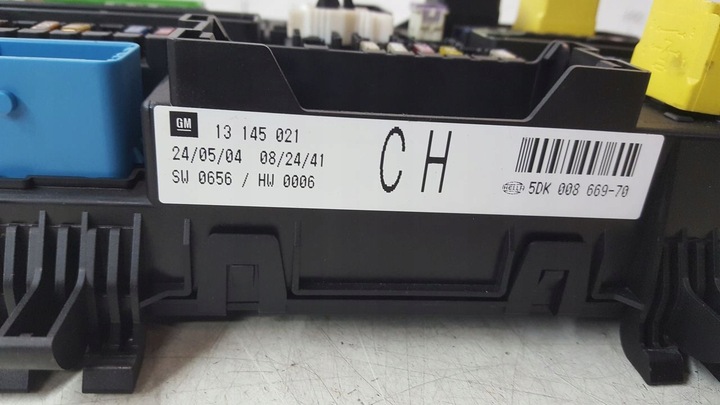 GM 13 145 021
24/05/04 08/24/41
SW 0656 / HW 0006
CH
HELLA 5DK 008 669-70